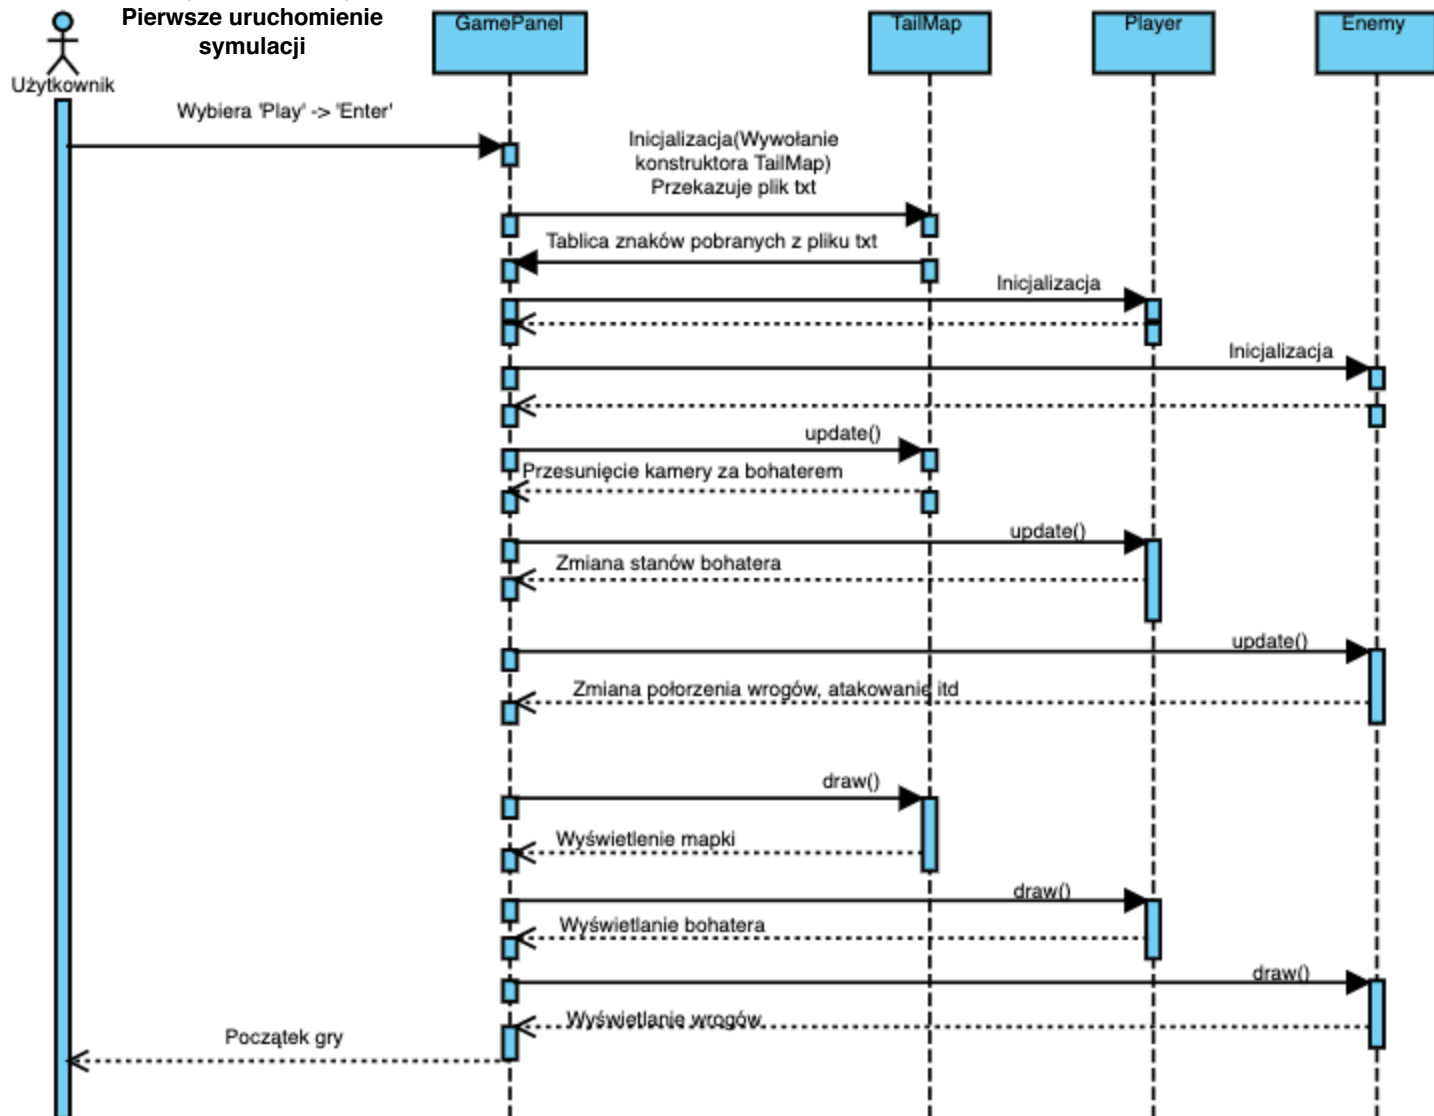 Pierwsze uruchomienie
symulacji
Użytkownik
GamePanel
TailMap
Player
Enemy
Wybiera 'Play' -> 'Enter'
Inicjalizacja(Wywołanie
konstruktora TailMap)
Przekazuje plik txt
Tablica znaków pobranych z pliku txt
Inicjalizacja
Inicjalizacja
update()
Przesunięcie kamery za bohaterem
update()
Zmiana stanów bohatera
update()
Zmiana połorzenia wrogów, atakowanie itd
draw()
Wyświetlenie mapki
draw()
Wyświetlanie bohatera
draw()
Wyświetlanie wrogów
Początek gry